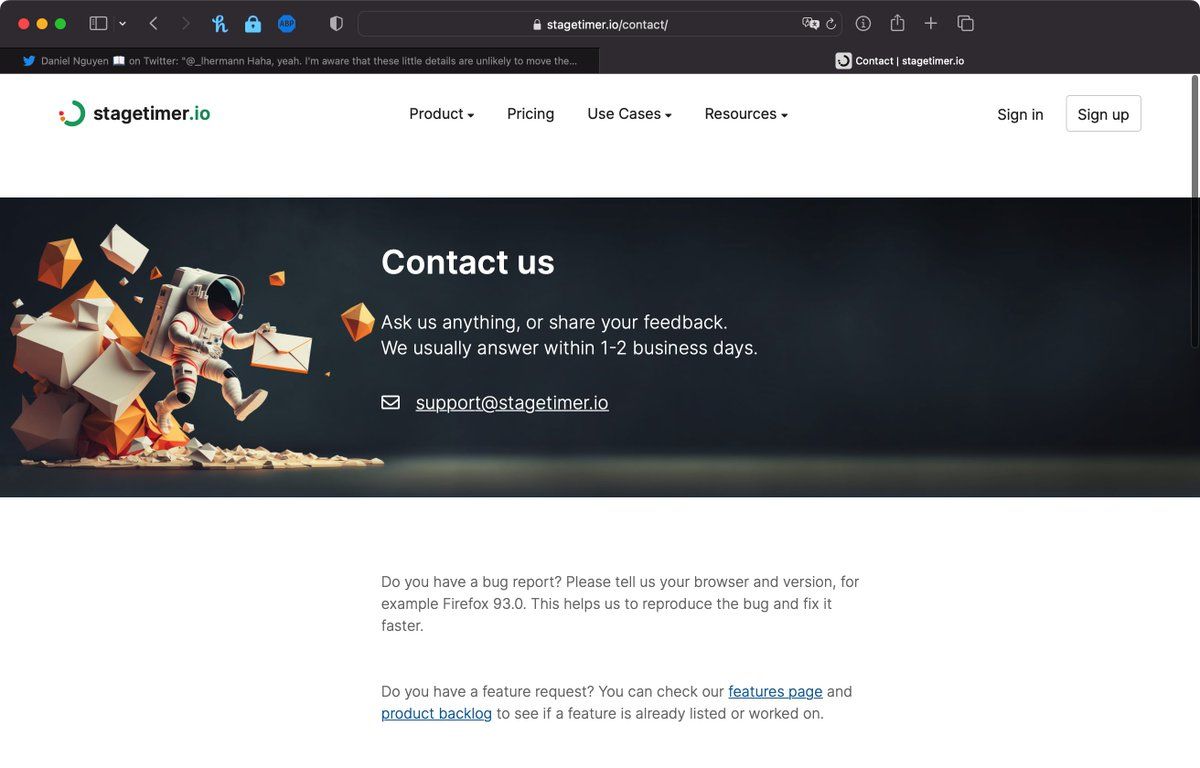 stagetimer.io/contact/
ABP
Daniel Nguyen 📖 on Twitter: "@_lhermann Haha, yeah. I'm aware that these little details are unlikely to move the...
Contact | stagetimer.io
stagetimer.io
Product
Pricing
Use Cases
Resources
Sign in
Sign up
Contact us
Ask us anything, or share your feedback.
We usually answer within 1-2 business days.
support@stagetimer.io
Do you have a bug report? Please tell us your browser and version, for
example Firefox 93.0. This helps us to reproduce the bug and fix it
faster.
Do you have a feature request? You can check our features page and
product backlog to see if a feature is already listed or worked on.